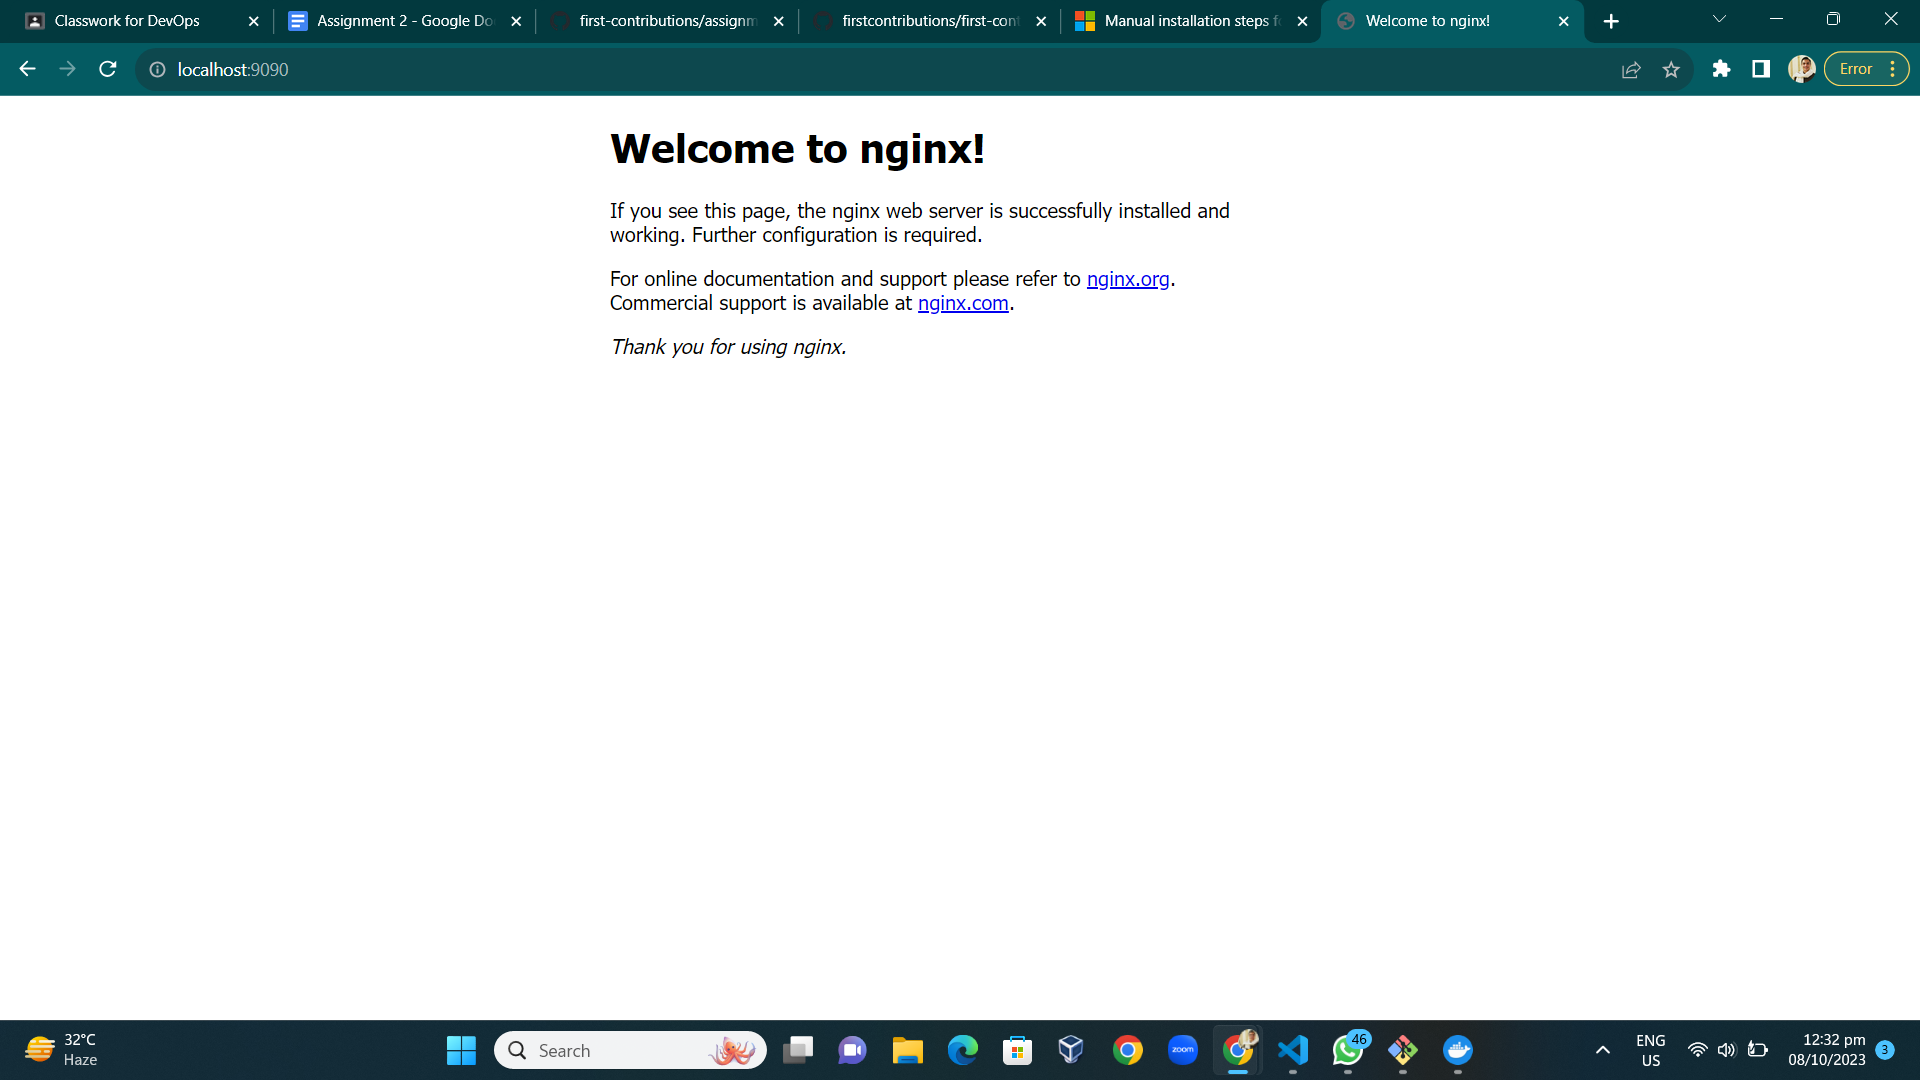 Classwork for DevOps
Assignment 2 - Google Do
first-contributions/assignm
firstcontributions/first-cont
Manual installation steps fo
Welcome to nginx!
localhost:9090
Error
Welcome to nginx!
If you see this page, the nginx web server is successfully installed and
working. Further configuration is required.
For online documentation and support please refer to nginx.org.
Commercial support is available at nginx.com.
Thank you for using nginx.
32°C
Haze
Search
zoom
46
ENG
US
12:32 pm
08/10/2023
3